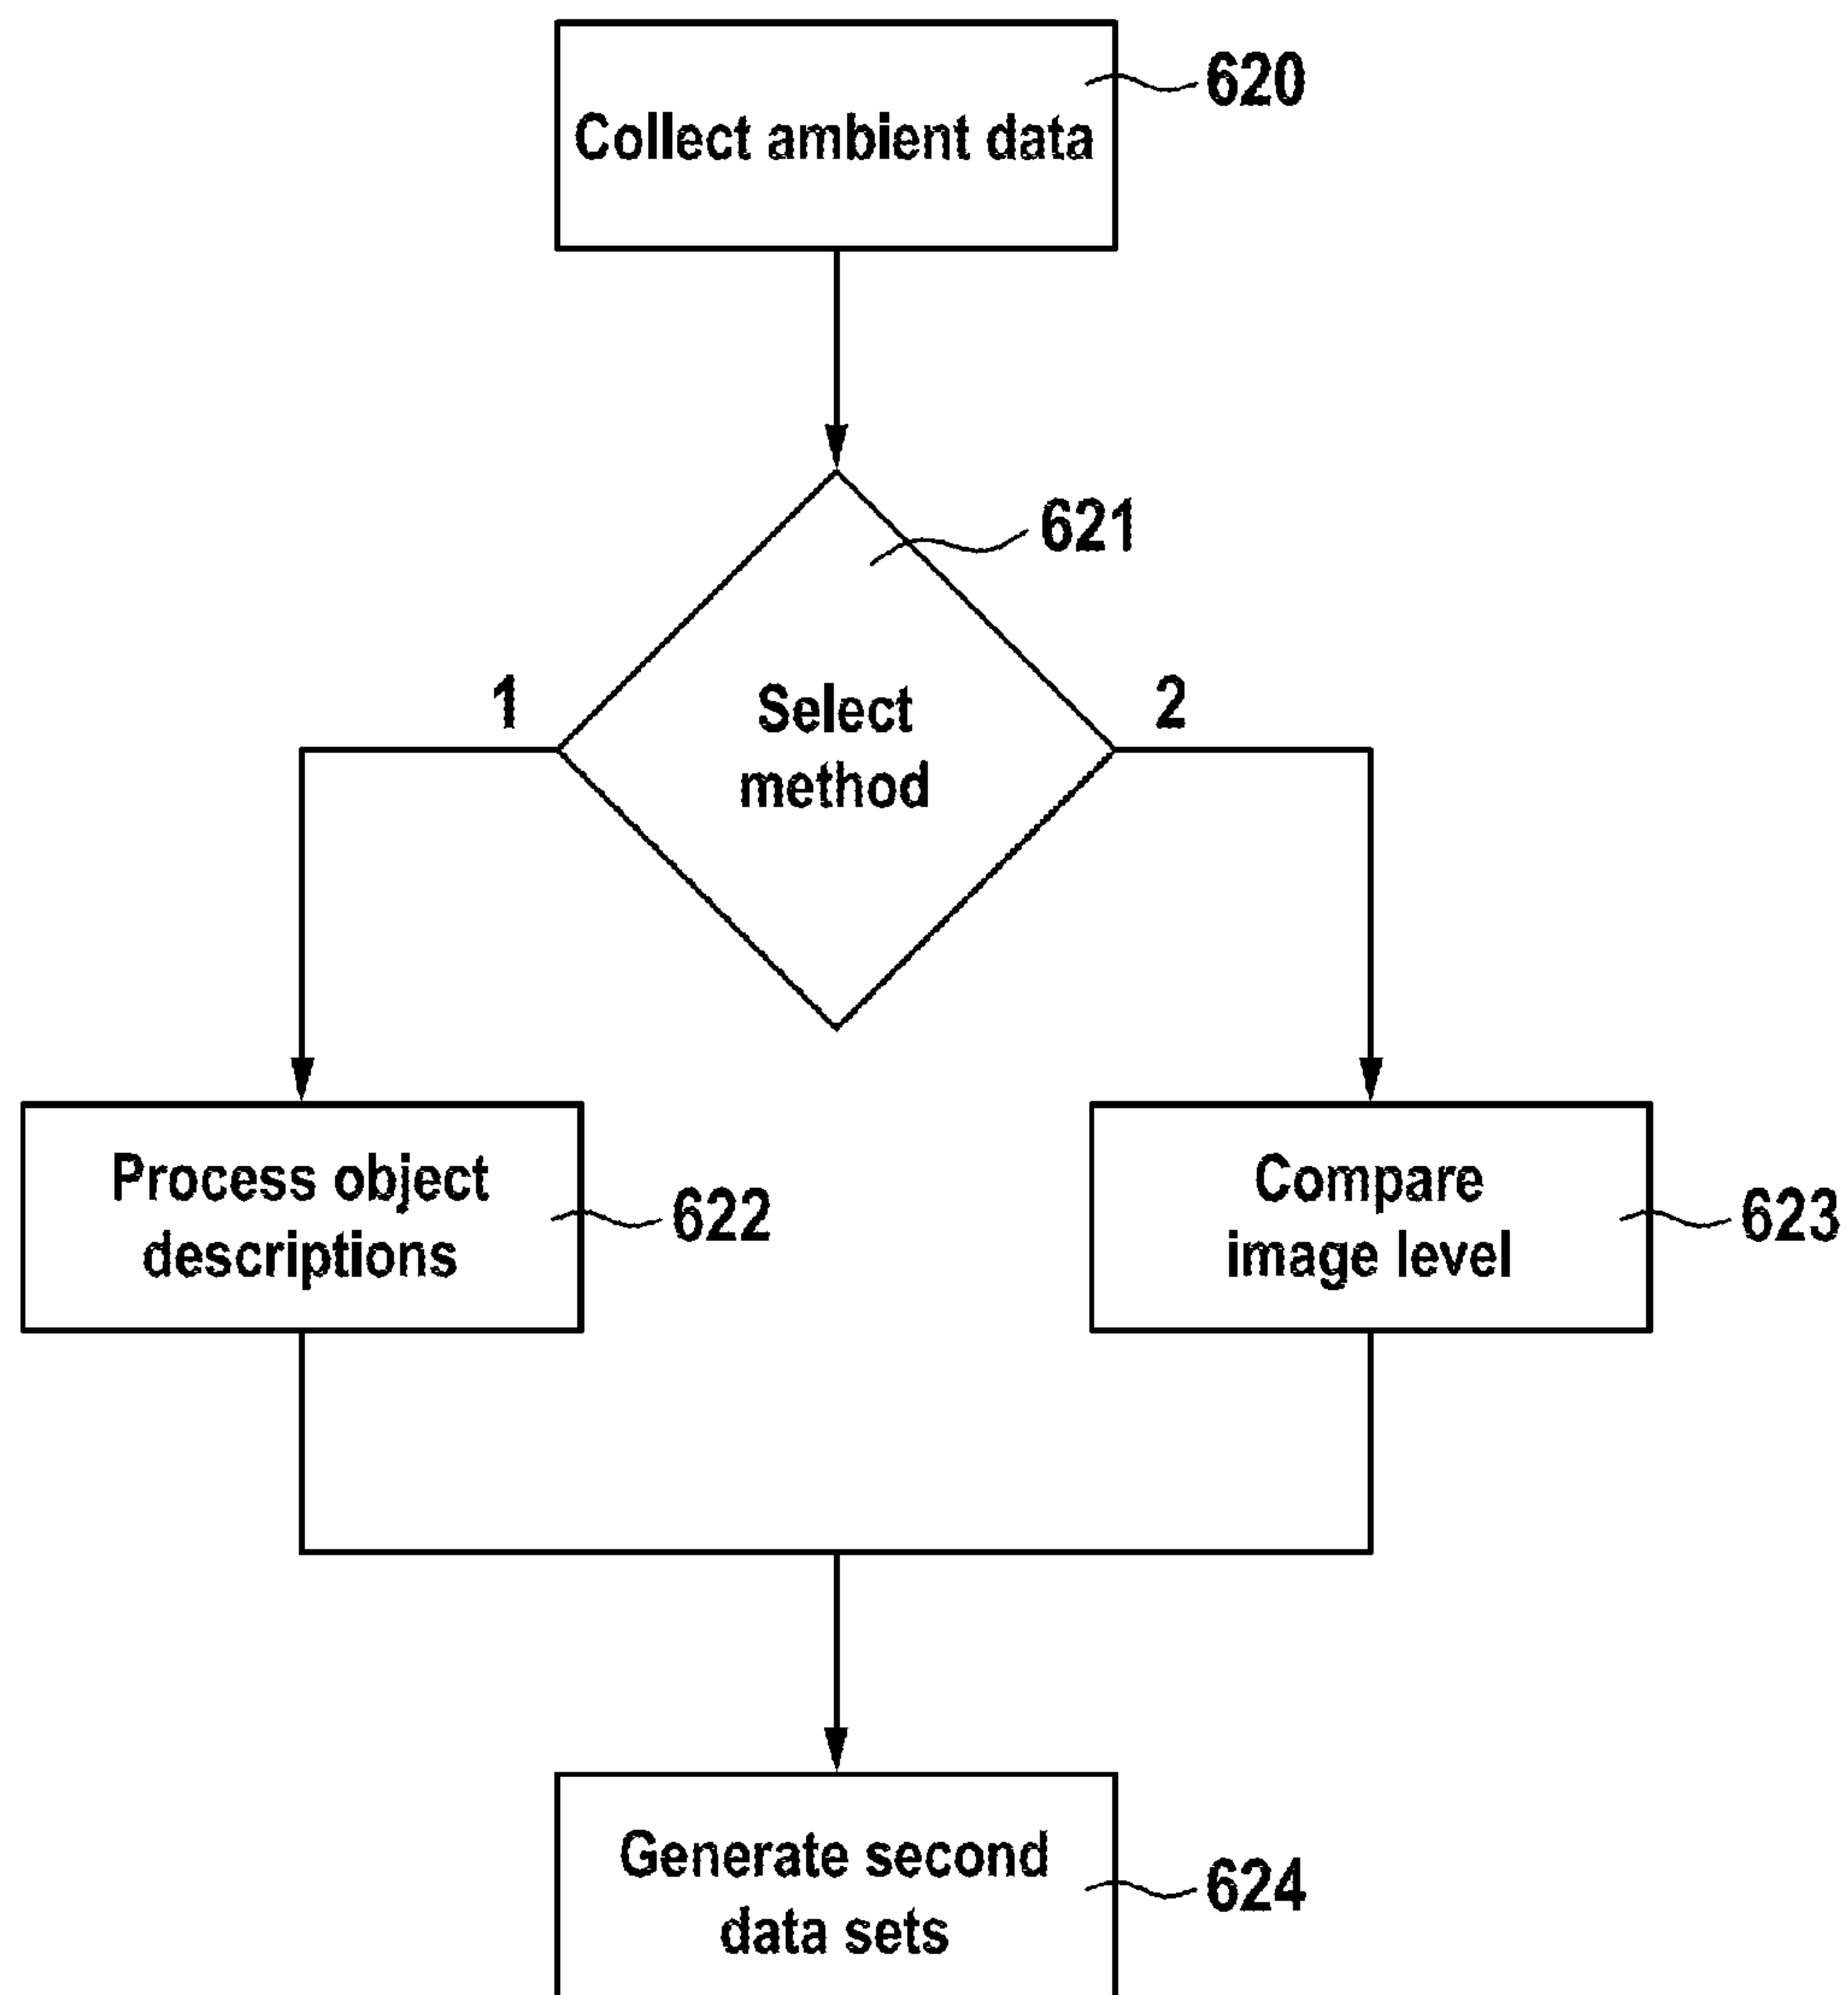 620
Collect ambient data
621
1
2
Select
method
Process object
descriptions
622
Compare
image level
623
Generate second
data sets
624